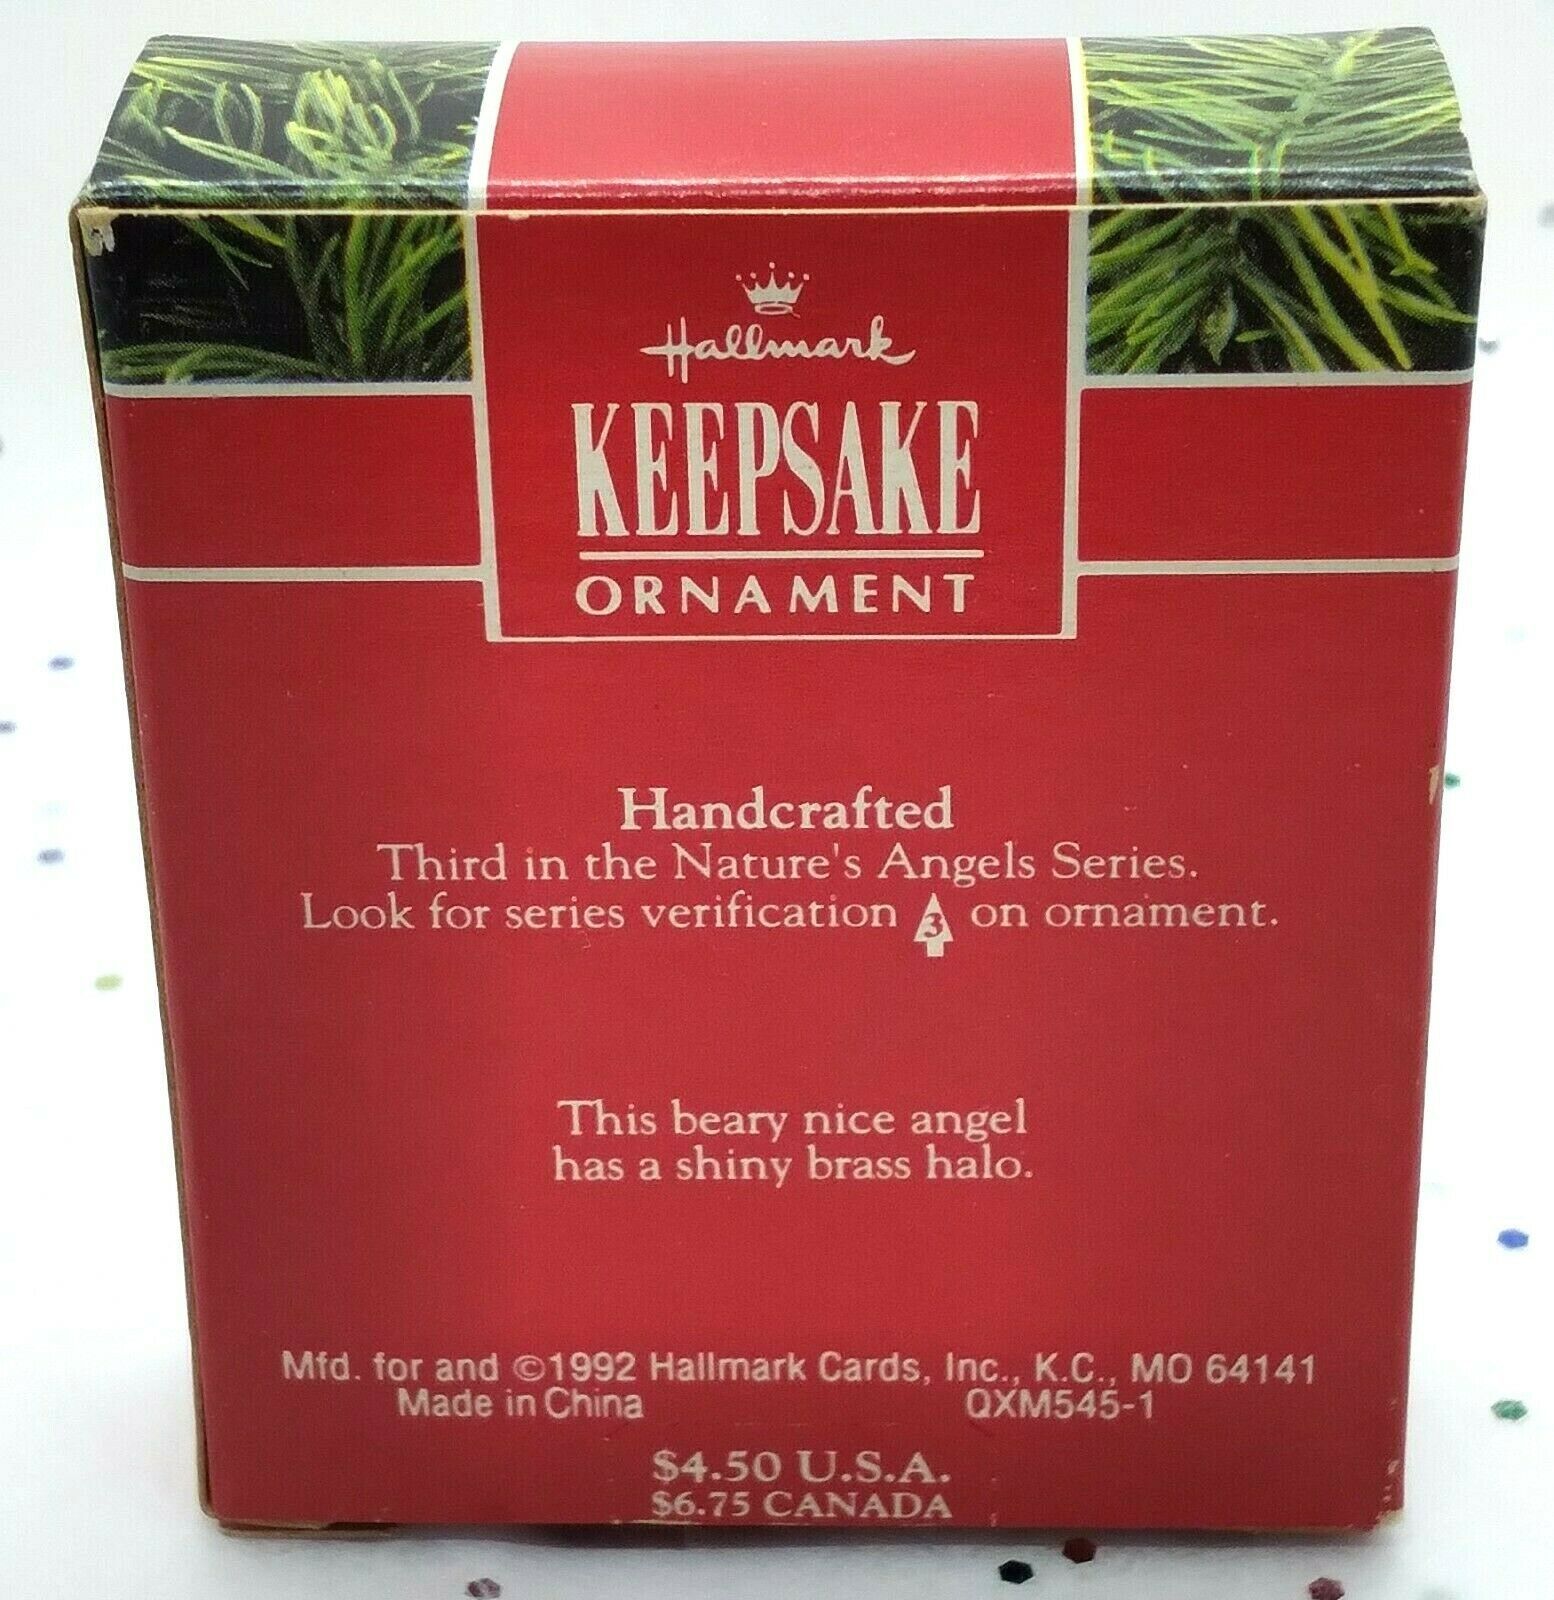 Hallmark
KEEPSAKE
ORNAMENT
Handcrafted
Third in the Nature's Angels Series.
Look for series verification 3 on ornament.
This beary nice angel
has a shiny brass halo.
Mfd. for and ©1992 Hallmark Cards, Inc., K.C., MO 64141
Made in China QXM545-1
$4.50 U.S.A.
$6.75 CANADA